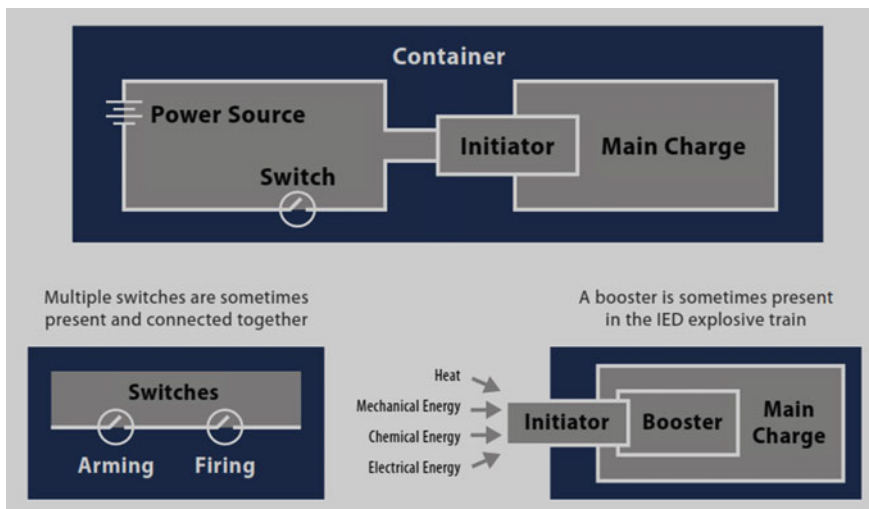 Container
Power Source
Switch
Initiator
Main Charge
Multiple switches are sometimes
present and connected together
Switches
Arming
Firing
A booster is sometimes present
in the IED explosive train
Heat
Mechanical Energy
Chemical Energy
Electrical Energy
Initiator
Booster
Main
Charge